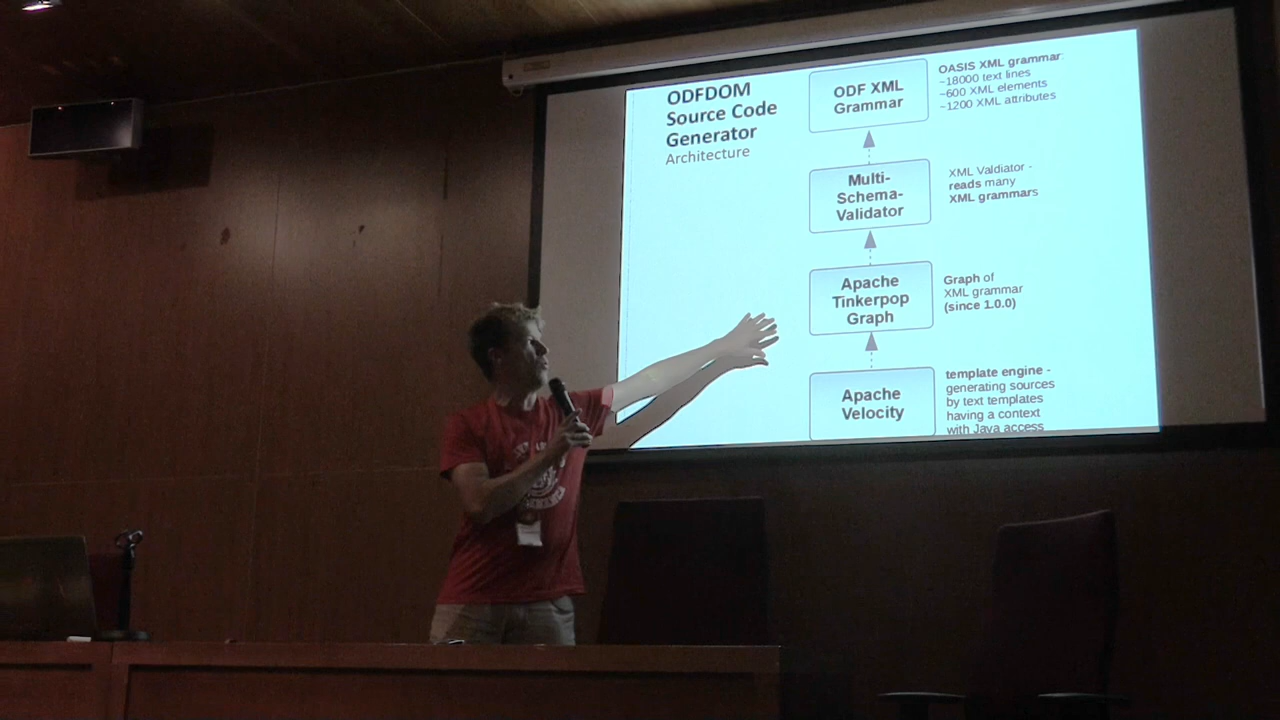 ODFDOM
Source Code
Generator
Architecture
ODF XML
Grammar
OASIS XML grammar
~18000 text lines
~600 XML elements
~1200 XML attributes
Multi-
Schema-
Validator
XML Valdiator -
reads many
XML grammars
Apache
Tinkerpop
Graph
Graph of
XML grammar
(since 1.0.0)
Apache
Velocity
template engine -
generating sources
by text templates
having a context
with Java access